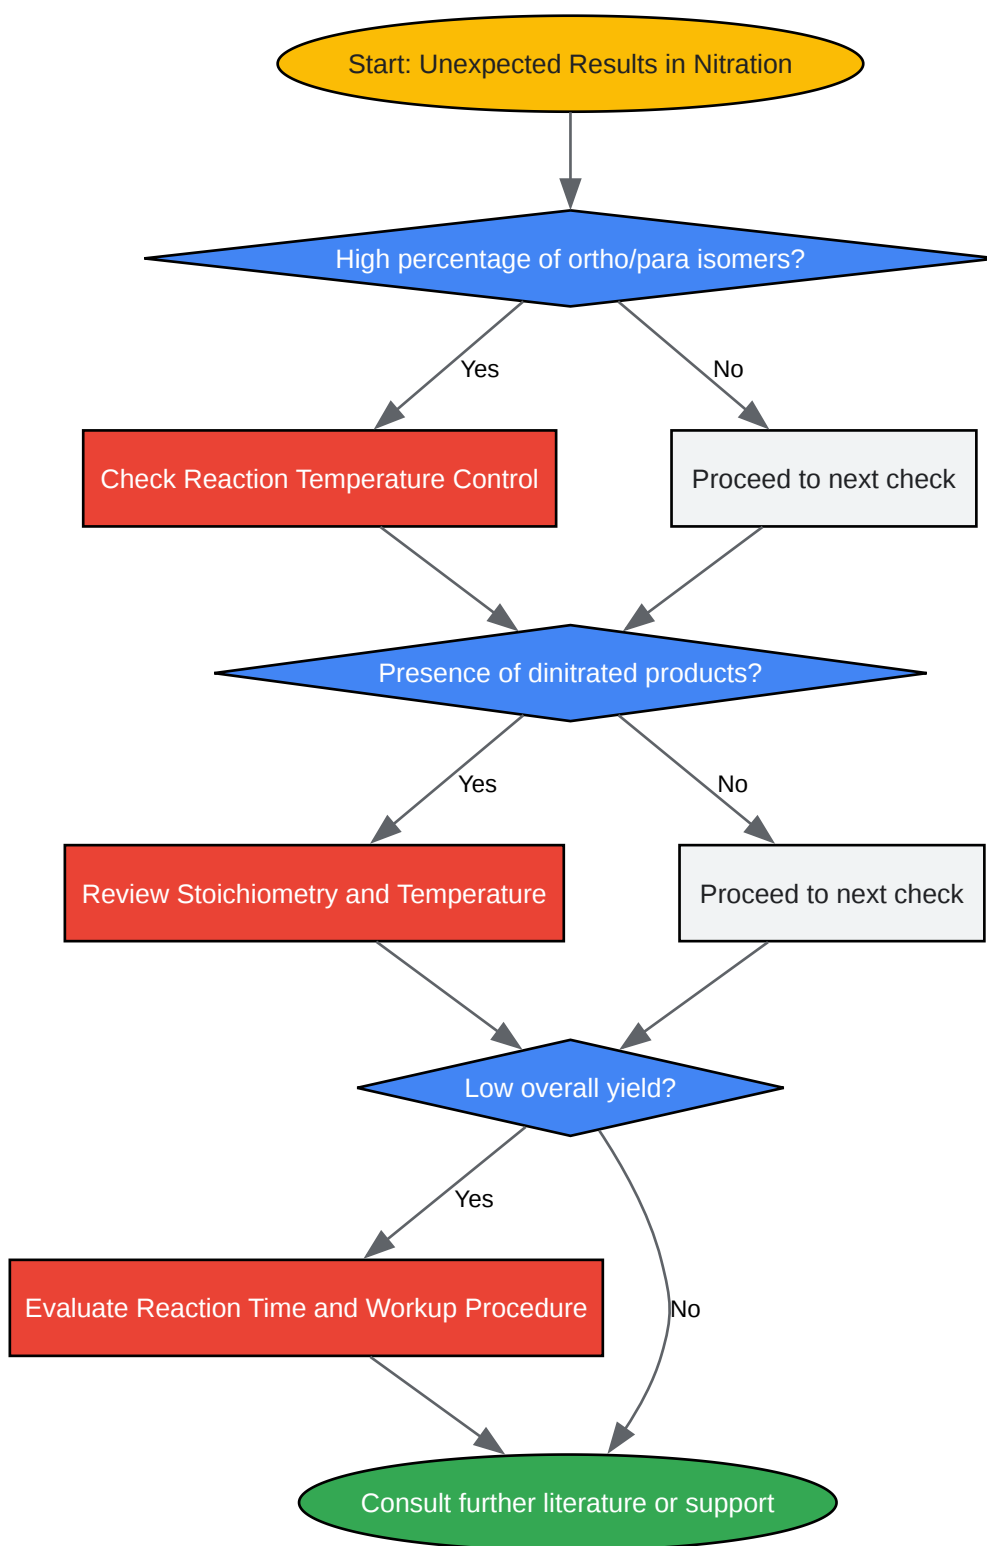 Start: Unexpected Results in Nitration
High percentage of ortho/para isomers?
Yes
No
Check Reaction Temperature Control
Proceed to next check
Presence of dinitrated products?
Yes
No
Review Stoichiometry and Temperature
Proceed to next check
Low overall yield?
Yes
Evaluate Reaction Time and Workup Procedure
No
Consult further literature or support